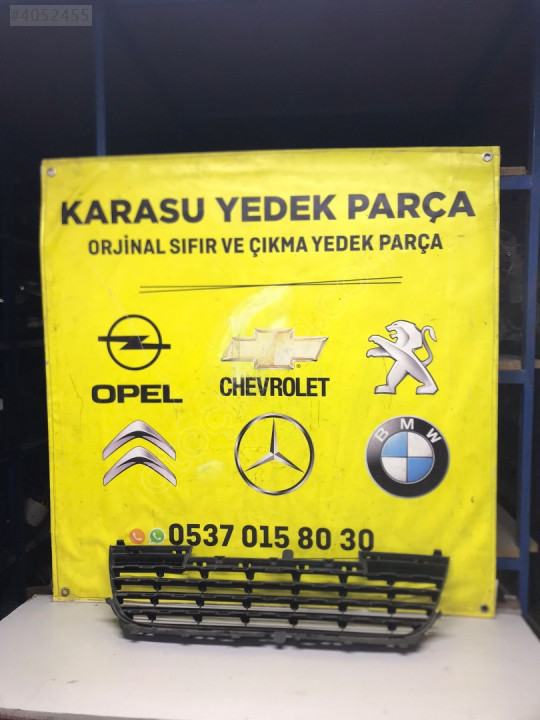 #4052455
KARASU YEDEK PARÇA
ORJİNAL SIFIR VE ÇIKMA YEDEK PARÇA
OPEL
CHEVROLET
BMW
0537 015 80 30